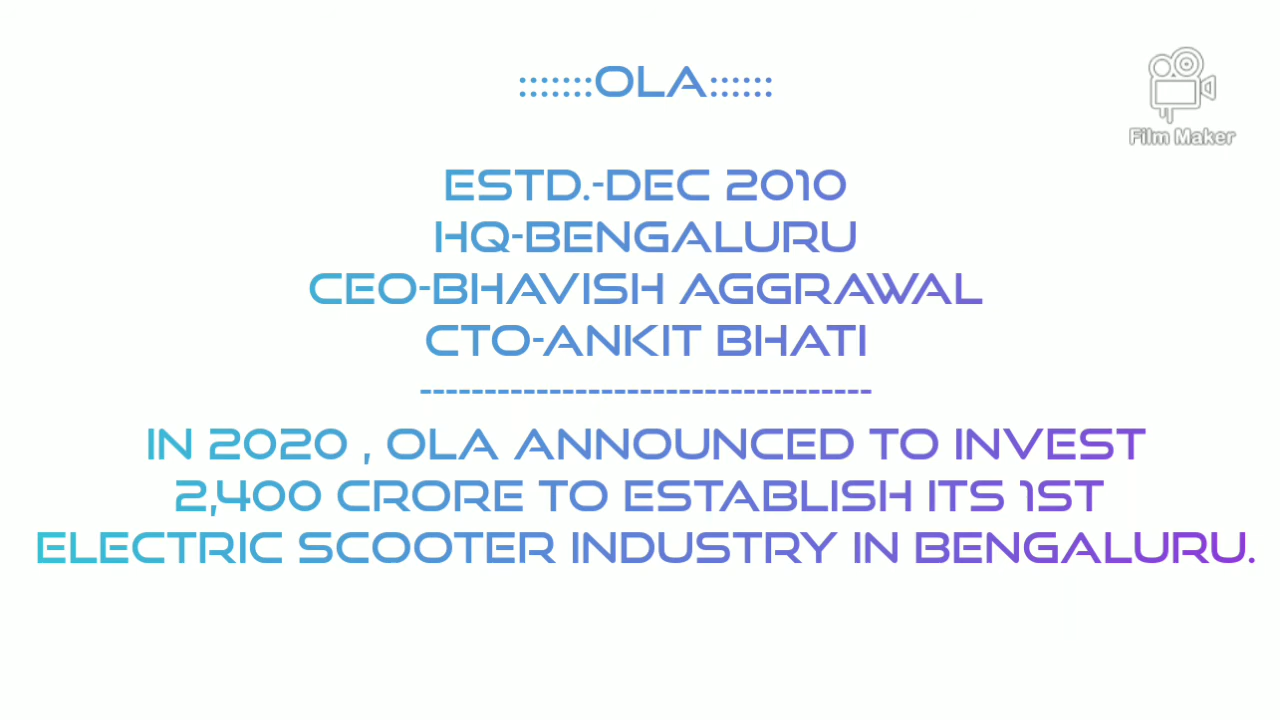 :::::::OLA::::::
Film Maker
ESTD.-DEC 2010
HQ-BENGALURU
CEO-BHAVISH AGGRAWAL
CTO-ANKIT BHATI
-----------------------------------
IN 2020 , OLA ANNOUNCED TO INVEST
2,400 CRORE TO ESTABLISH ITS 1ST
ELECTRIC SCOOTER INDUSTRY IN BENGALURU.